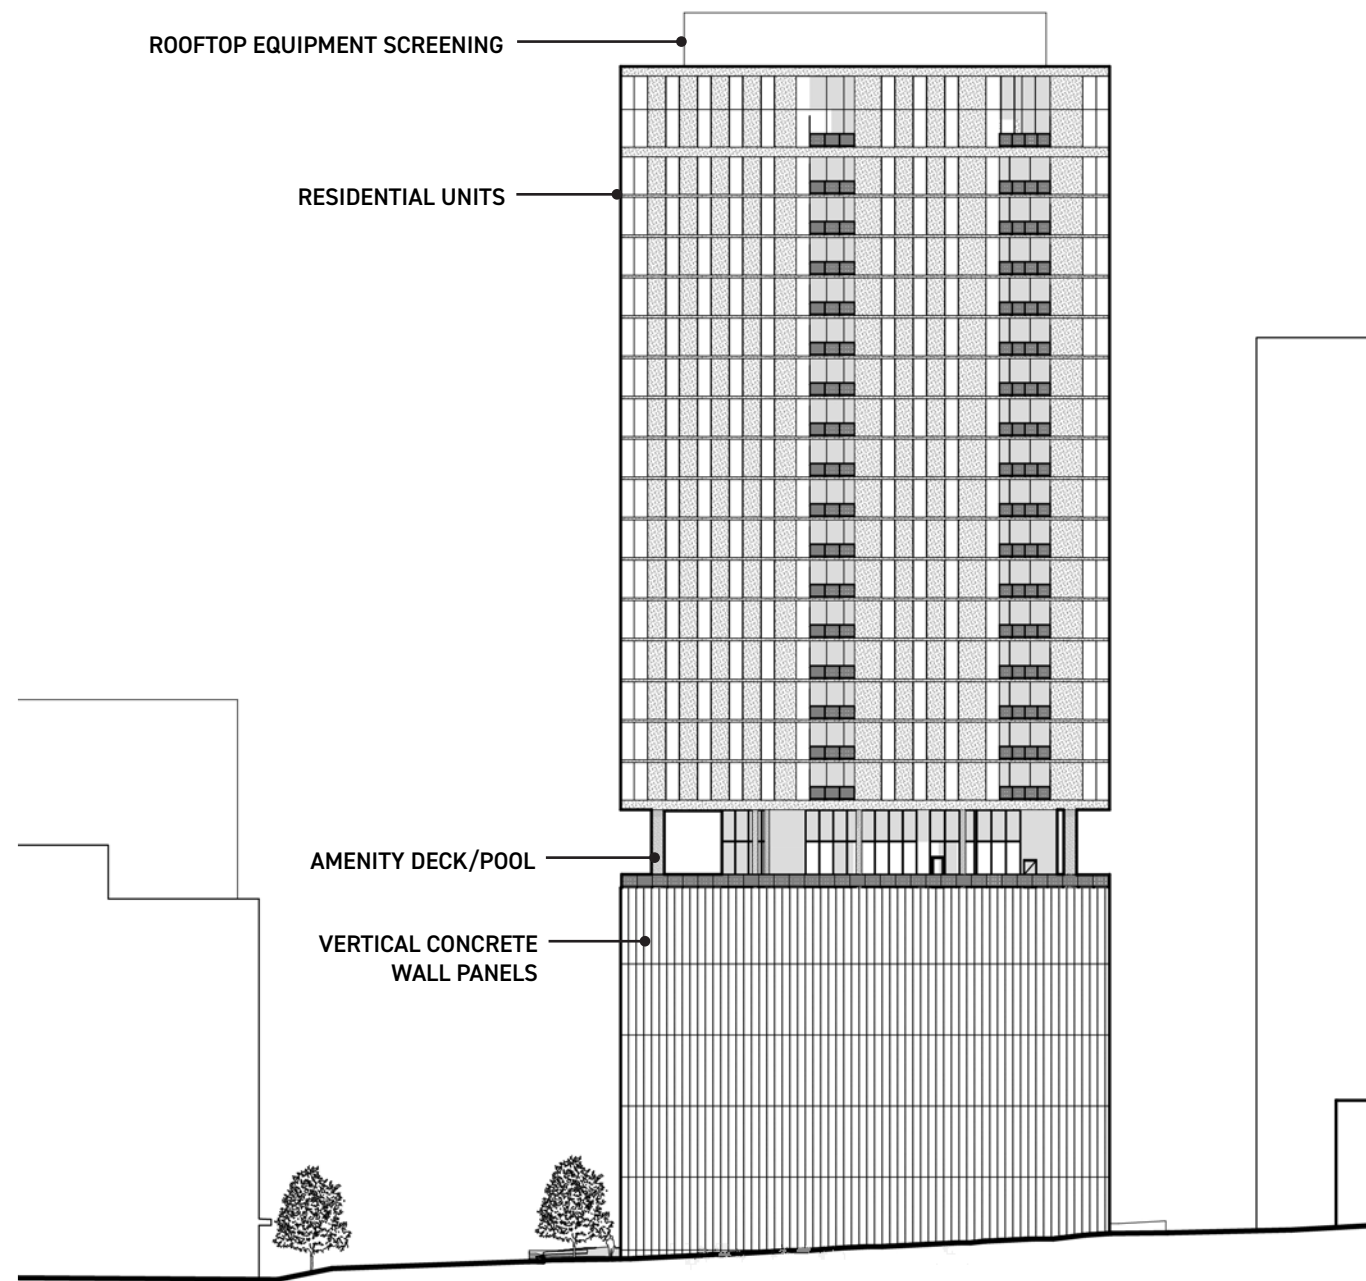 ROOFTOP EQUIPMENT SCREENING
RESIDENTIAL UNITS
AMENITY DECK/POOL
VERTICAL CONCRETE
WALL PANELS